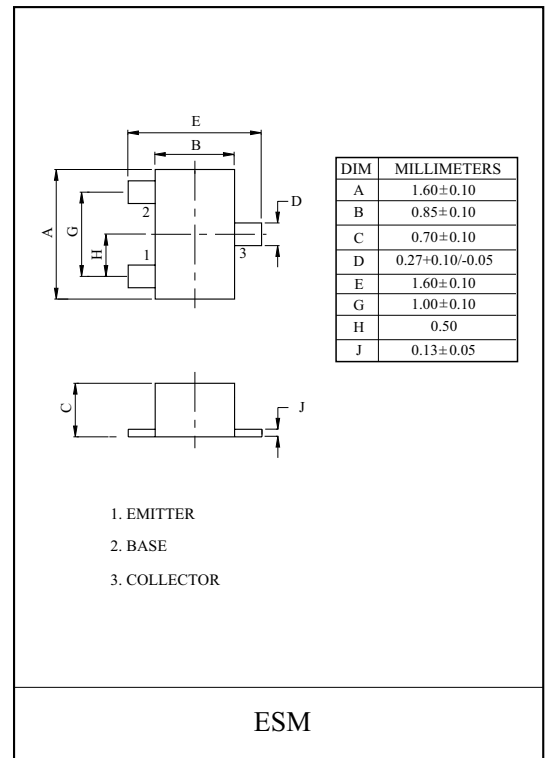 E
B
A
G
H
2
1
D
3
DIM MILLIMETERS
A 1.60±0.10
B 0.85±0.10
C 0.70±0.10
D 0.27+0.10/-0.05
E 1.60±0.10
G 1.00±0.10
H 0.50
J 0.13±0.05
C
J
1. EMITTER
2. BASE
3. COLLECTOR
ESM